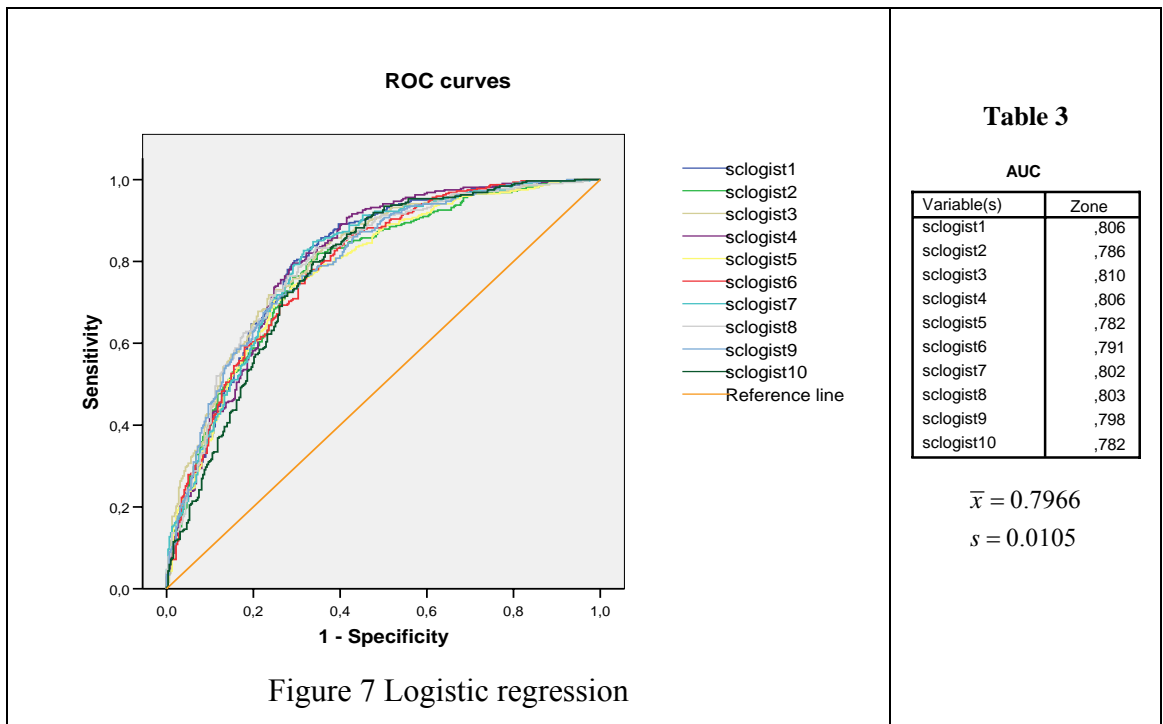 ROC curves
1,0
0,8
0,6
0,4
0,2
0,0
Sensitivity
0,0 0,2 0,4 0,6 0,8 1,0
1 - Specificity
sclogist1
sclogist2
sclogist3
sclogist4
sclogist5
sclogist6
sclogist7
sclogist8
sclogist9
sclogist10
Reference line
Figure 7 Logistic regression
Table 3
AUC
Variable(s) Zone
sclogist1 ,806
sclogist2 ,786
sclogist3 ,810
sclogist4 ,806
sclogist5 ,782
sclogist6 ,791
sclogist7 ,802
sclogist8 ,803
sclogist9 ,798
sclogist10 ,782
x̅ = 0.7966
s = 0.0105